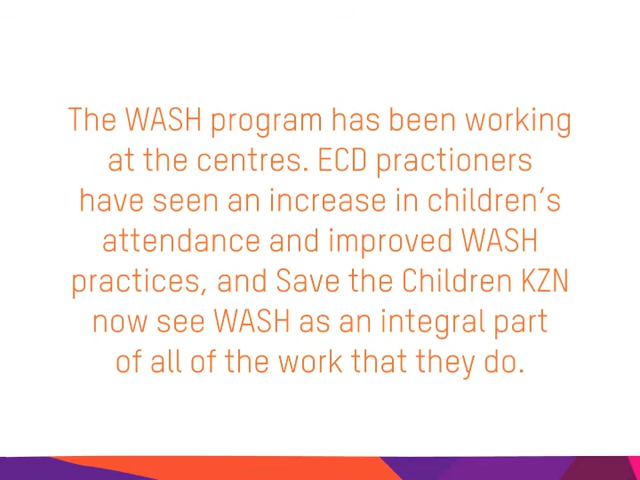 The WASH program has been working
at the centres. ECD practioners
have seen an increase in children’s
attendance and improved WASH
practices, and Save the Children KZN
now see WASH as an integral part
of all of the work that they do.